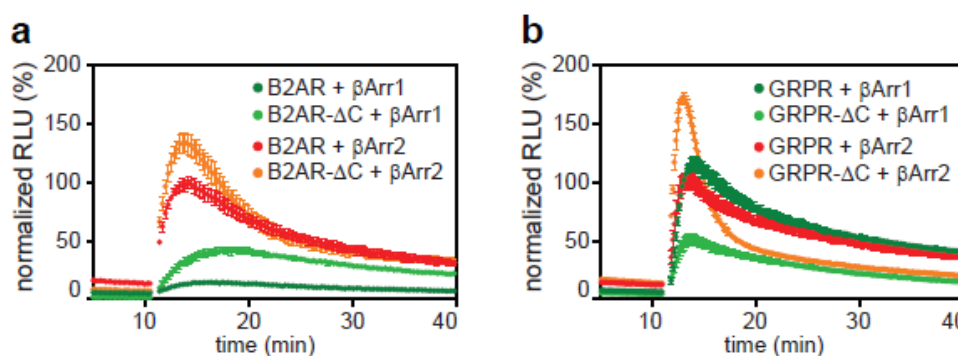 a
normalized RLU (%)
200
150
100
50
0
10
20
30
40
time (min)
B2AR + βArr1
B2AR-ΔC + βArr1
B2AR + βArr2
B2AR-ΔC + βArr2
b
normalized RLU (%)
200
150
100
50
0
10
20
30
40
time (min)
GRPR + βArr1
GRPR-ΔC + βArr1
GRPR + βArr2
GRPR-ΔC + βArr2